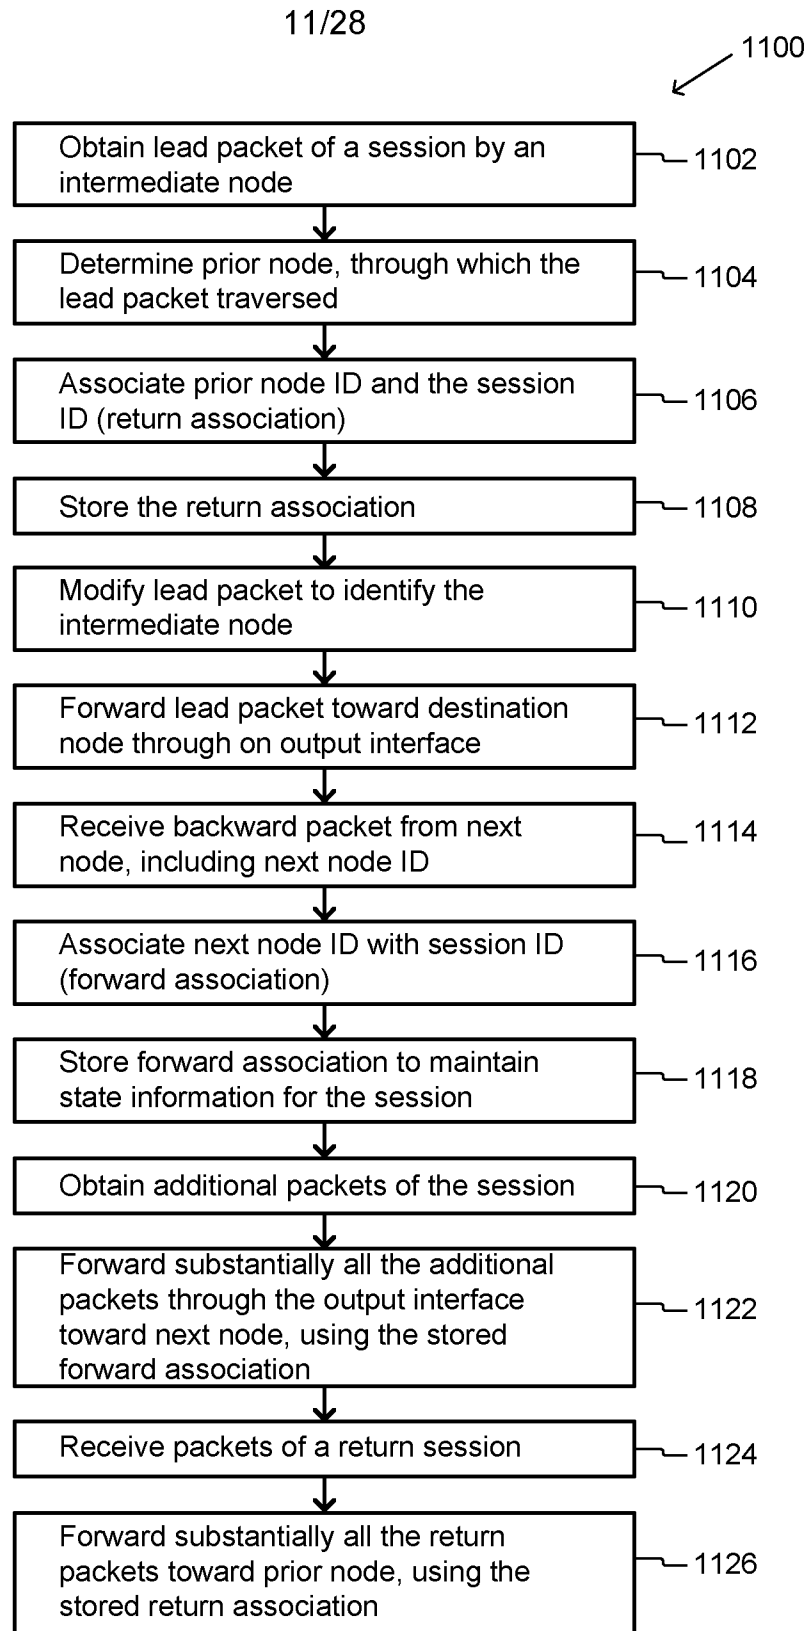 11/28
1100
Obtain lead packet of a session by an
intermediate node
1102
Determine prior node, through which the
lead packet traversed
1104
Associate prior node ID and the session
ID (return association)
1106
Store the return association
1108
Modify lead packet to identify the
intermediate node
1110
Forward lead packet toward destination
node through on output interface
1112
Receive backward packet from next
node, including next node ID
1114
Associate next node ID with session ID
(forward association)
1116
Store forward association to maintain
state information for the session
1118
Obtain additional packets of the session
1120
Forward substantially all the additional
packets through the output interface
toward next node, using the stored
forward association
1122
Receive packets of a return session
1124
Forward substantially all the return
packets toward prior node, using the
stored return association
1126